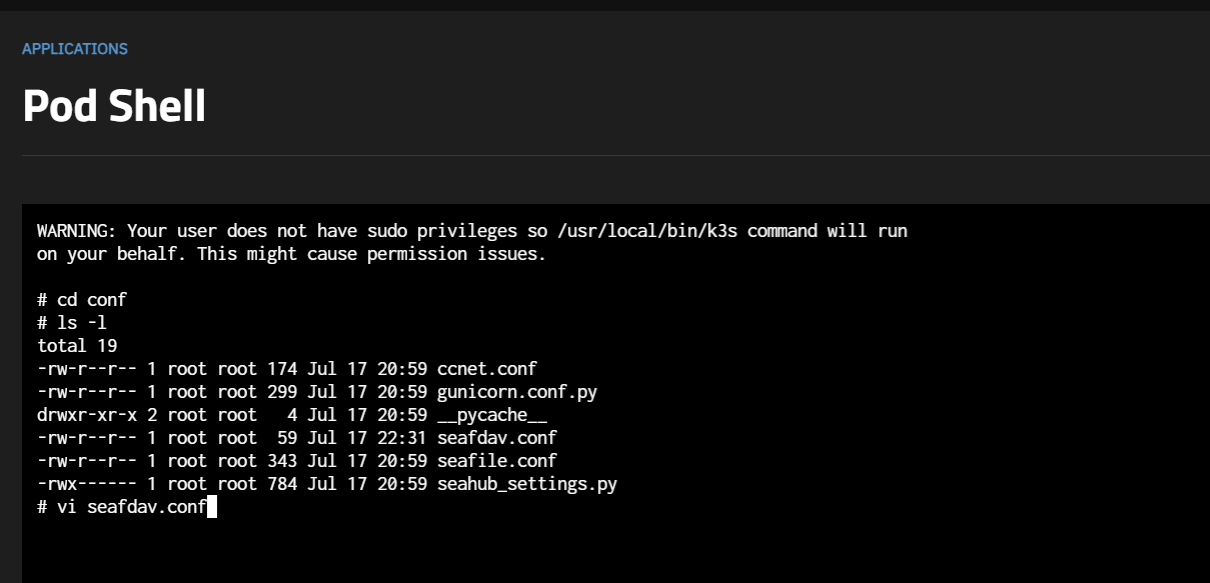 APPLICATIONS
Pod Shell
WARNING: Your user does not have sudo privileges so /usr/local/bin/k3s command will run
on your behalf. This might cause permission issues.
# cd conf
# ls -l
total 19
-rw-r--r-- 1 root root 174 Jul 17 20:59 ccnet.conf
-rw-r--r-- 1 root root 299 Jul 17 20:59 gunicorn.conf.py
drwxr-xr-x 2 root root   4 Jul 17 20:59 __pycache__
-rw-r--r-- 1 root root  59 Jul 17 22:31 seafdav.conf
-rw-r--r-- 1 root root 343 Jul 17 20:59 seafile.conf
-rwx------ 1 root root 784 Jul 17 20:59 seahub_settings.py
# vi seafdav.conf